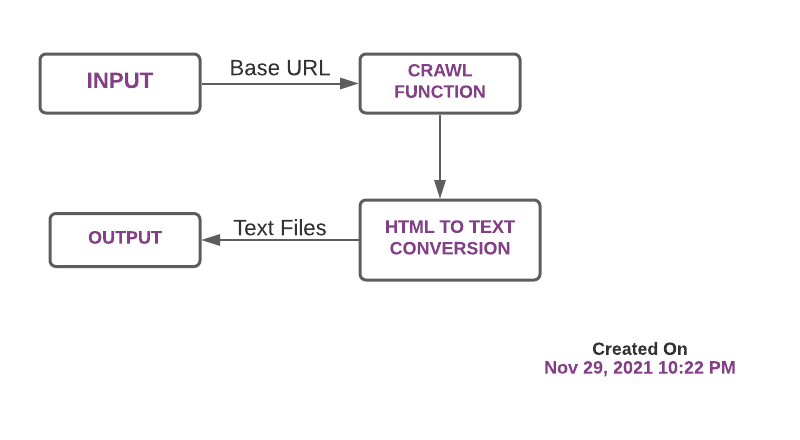 INPUT
Base URL
CRAWL
FUNCTION
OUTPUT
Text Files
HTML TO TEXT
CONVERSION
Created On
Nov 29, 2021 10:22 PM